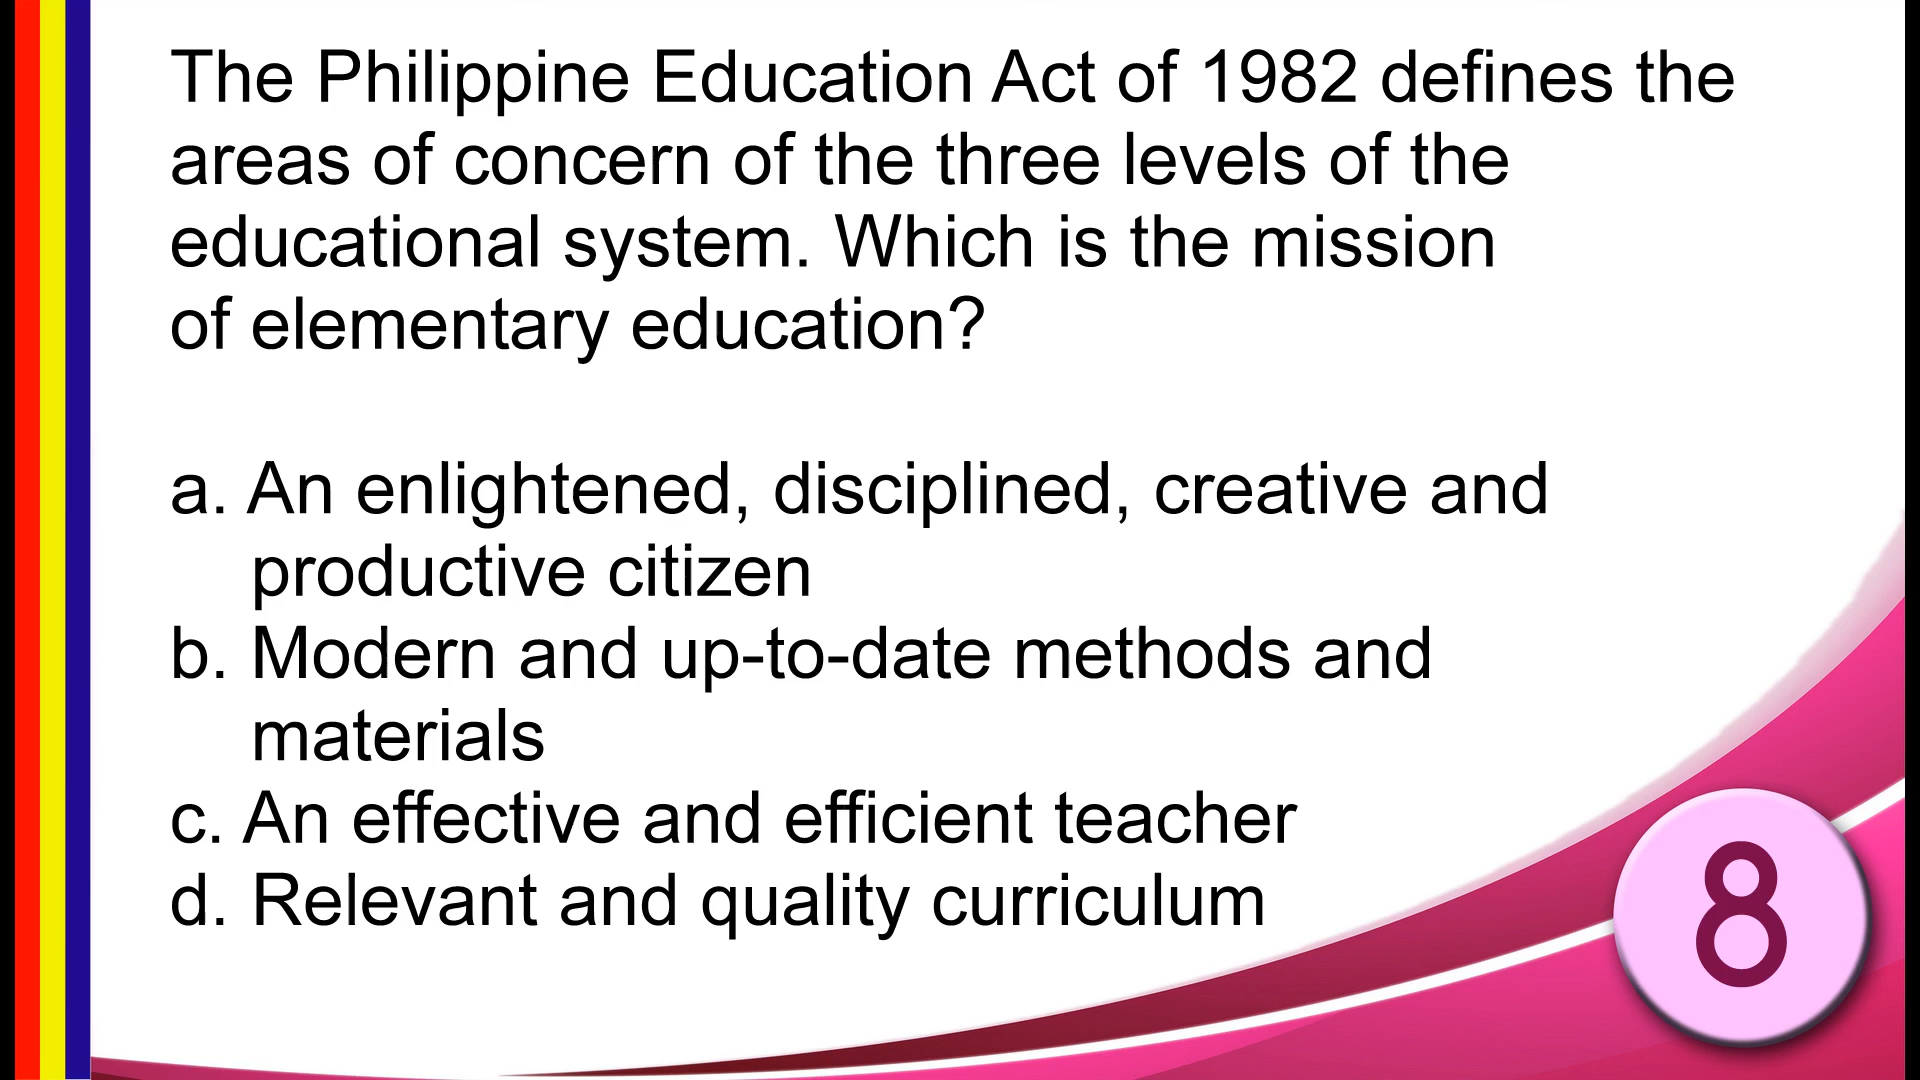 The Philippine Education Act of 1982 defines the
areas of concern of the three levels of the
educational system. Which is the mission
of elementary education?
a. An enlightened, disciplined, creative and
productive citizen
b. Modern and up-to-date methods and
materials
c. An effective and efficient teacher
d. Relevant and quality curriculum
8